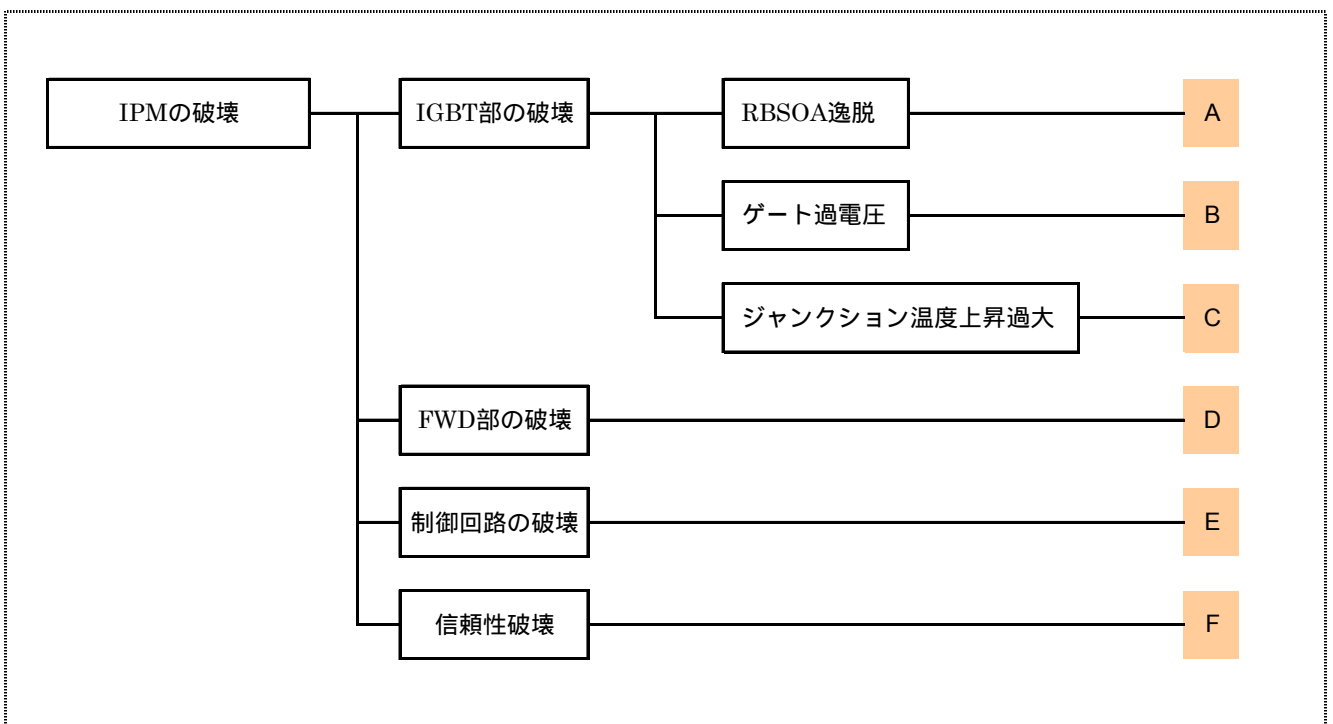 IPMの破壊
IGBT部の破壊
RBSOA逸脱
A
ゲート過電圧
B
ジャンクション温度上昇過大
C
FWD部の破壊
D
制御回路の破壊
E
信頼性破壊
F